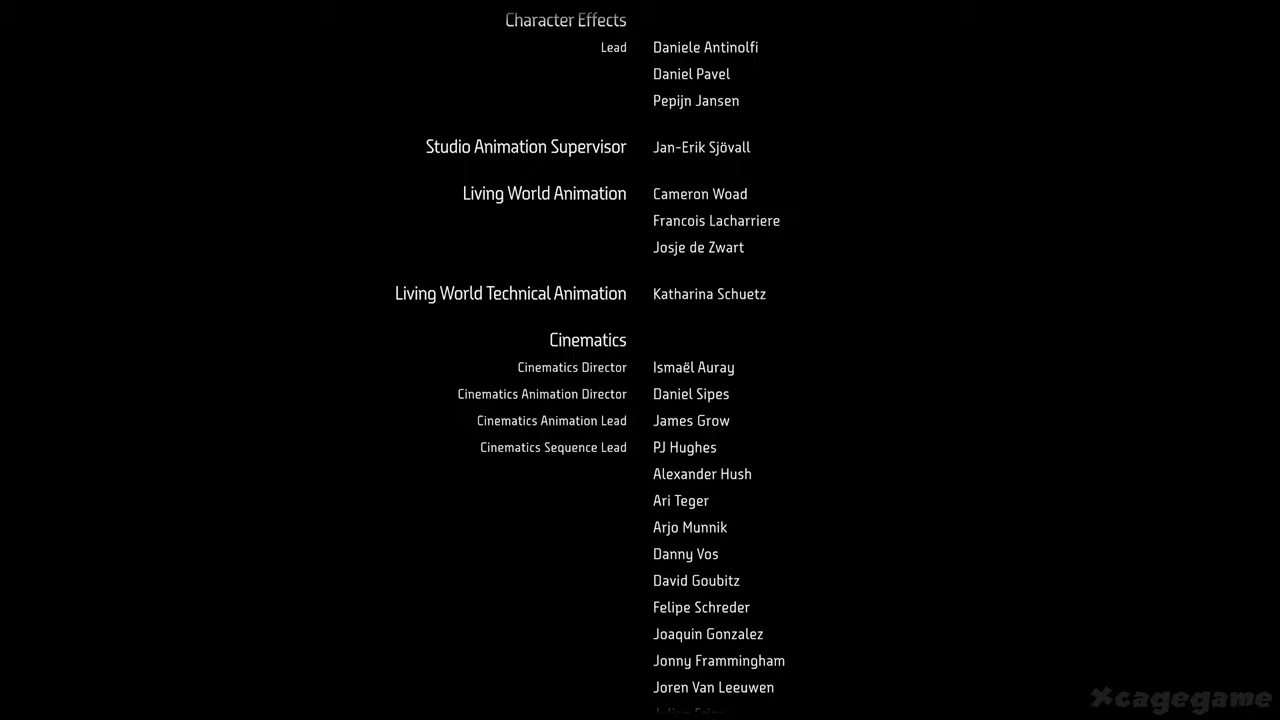 Character Effects
Lead Daniele Antinolfi
Daniel Pavel
Pepijn Jansen
Studio Animation Supervisor Jan-Erik Sjövall
Living World Animation Cameron Woad
Francois Lacharriere
Josje de Zwart
Living World Technical Animation Katharina Schuetz
Cinematics
Cinematics Director Ismaël Auray
Cinematics Animation Director Daniel Sipes
Cinematics Animation Lead James Grow
Cinematics Sequence Lead PJ Hughes
Alexander Hush
Ari Teger
Arjo Munnik
Danny Vos
David Goubitz
Felipe Schreder
Joaquin Gonzalez
Jonny Frammingham
Joren Van Leeuwen
Xcagegame